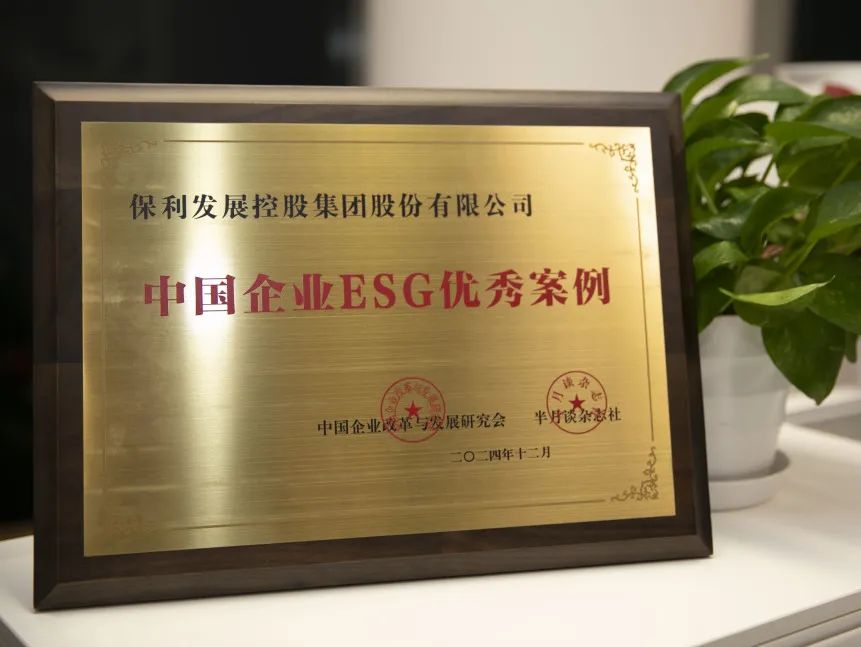 保利发展控股集团股份有限公司
中国企业ESG优秀案例
中国企业改革与发展研究会 半月谈杂志社
二〇二四年十二月